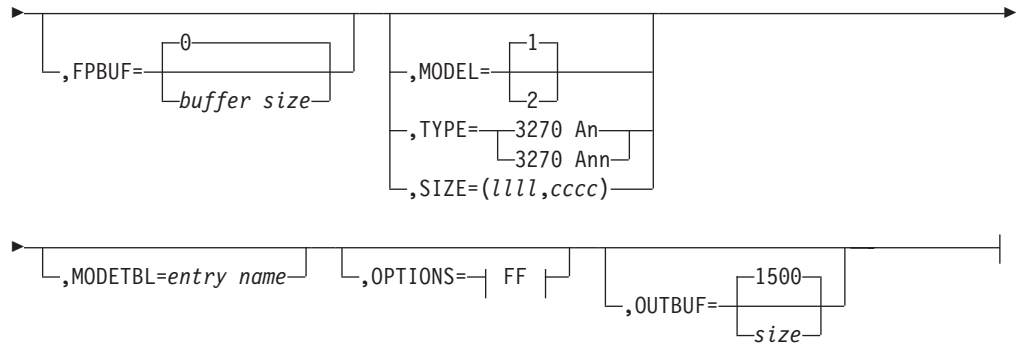 ,FPBUF=
0
buffer size
,MODEL=
1
2
,TYPE=
3270 An
3270 Ann
,SIZE=(llll,cccc)
,MODETBL=entry name
,OPTIONS= FF
,OUTBUF=
1500
size